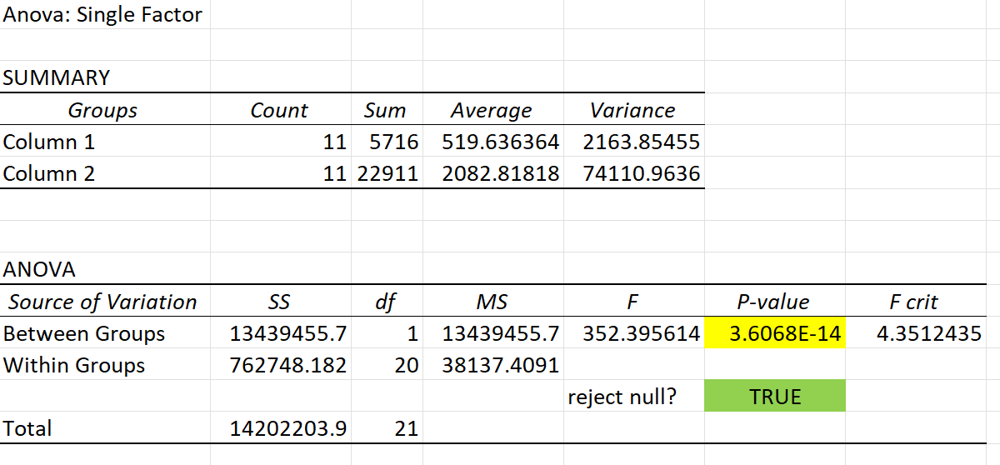 Anova: Single Factor
SUMMARY
Groups Count Sum Average Variance
Column 1 11 5716 519.636364 2163.85455
Column 2 11 22911 2082.81818 74110.9636
ANOVA
Source of Variation SS df MS F P-value F crit
Between Groups 13439455.7 1 13439455.7 352.395614 3.6068E-14 4.3512435
Within Groups 762748.182 20 38137.4091
reject null? TRUE
Total 14202203.9 21